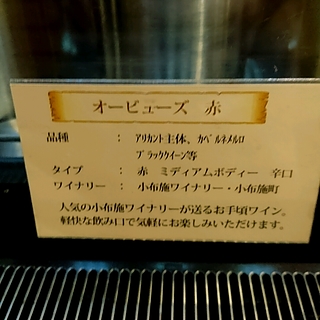 オービューズ 赤
品種 : アリカント主体、カベルネメルロ
ブラッククイーン等
タイプ : 赤 ミディアムボディー 辛口
ワイナリー : 小布施ワイナリー・小布施町
人気の小布施ワイナリーが送るお手頃ワイン。
軽快な飲み口で気軽にお楽しみいただけます。